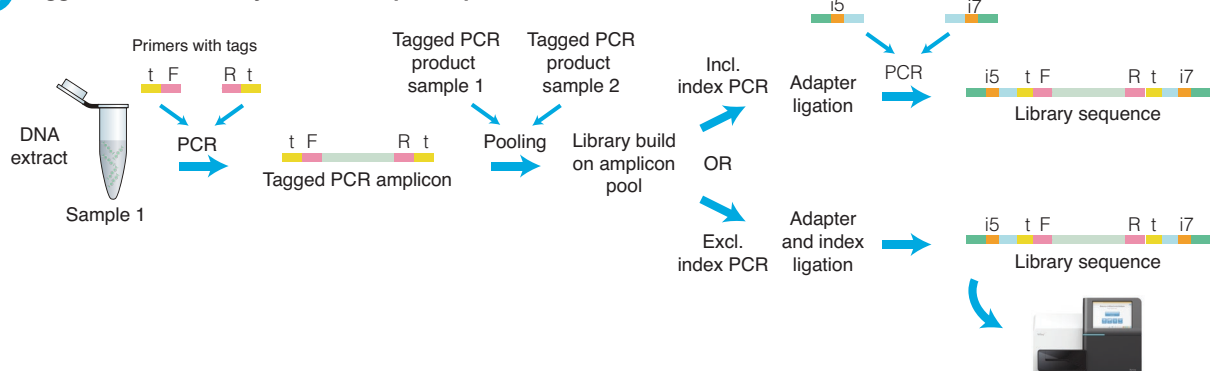 Primers with tags
t F
R t
DNA
extract
Sample 1
PCR
t F
R t
Tagged PCR amplicon
Tagged PCR
product
sample 1
Tagged PCR
product
sample 2
Pooling
Library build
on amplicon
pool
Incl.
index PCR
OR
Excl.
index PCR
Adapter
ligation
i5
i7
PCR
i5 t F
R t i7
Library sequence
Adapter
and index
ligation
i5 t F
R t i7
Library sequence